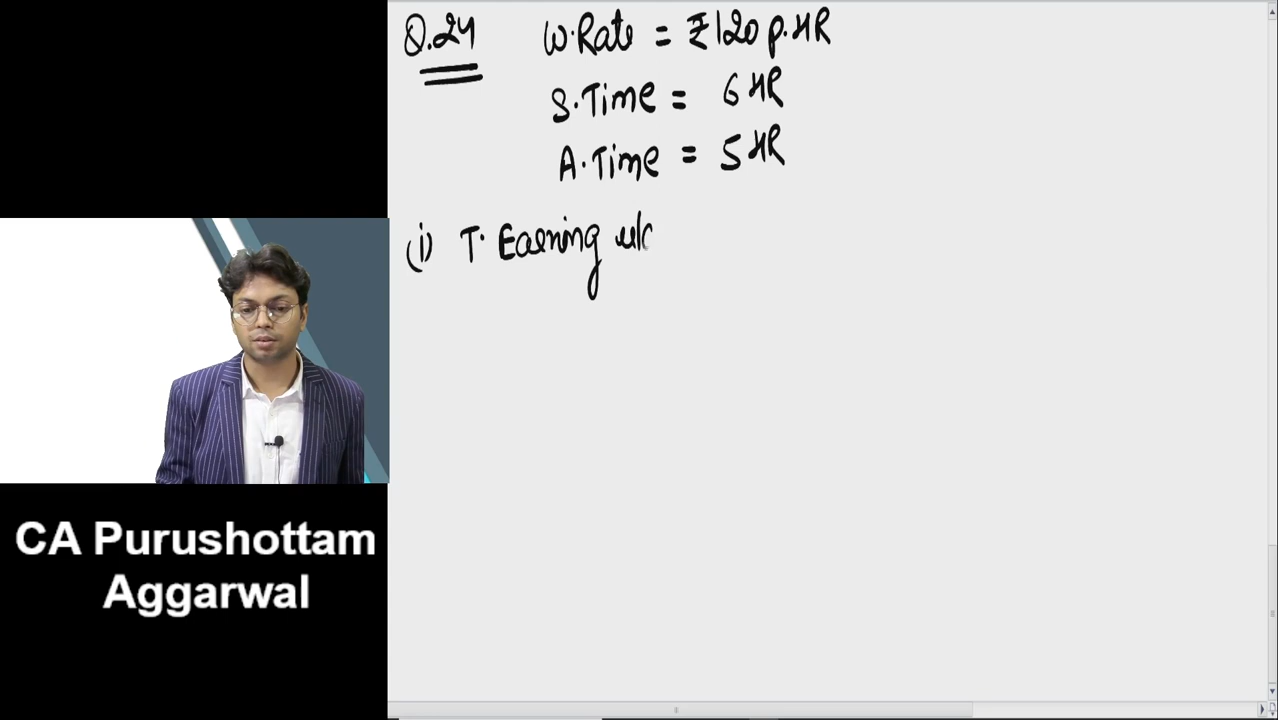 Q.24 W.Rate = ₹120 p.HR
S.Time = 6 HR
A.Time = 5 HR
(i) T. Earning u/c
CA Purushottam
Aggarwal